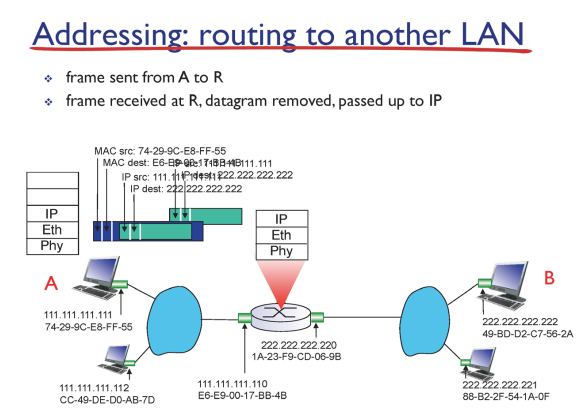 Addressing: routing to another LAN
frame sent from A to R
frame received at R, datagram removed, passed up to IP
MAC src: 74-29-9C-E8-FF-55
MAC dest: E6-E9-00-17-BB-4B
IP src: 111.111.111.111
IP dest: 222.222.222.222
IP src: 111.111.111.111
IP dest: 222.222.222.222
IP
Eth
Phy
IP
Eth
Phy
A
B
111.111.111.111
74-29-9C-E8-FF-55
222.222.222.222
49-BD-D2-C7-56-2A
222.222.222.220
1A-23-F9-CD-06-9B
111.111.111.110
E6-E9-00-17-BB-4B
111.111.111.112
CC-49-DE-D0-AB-7D
222.222.222.221
88-B2-2F-54-1A-0F